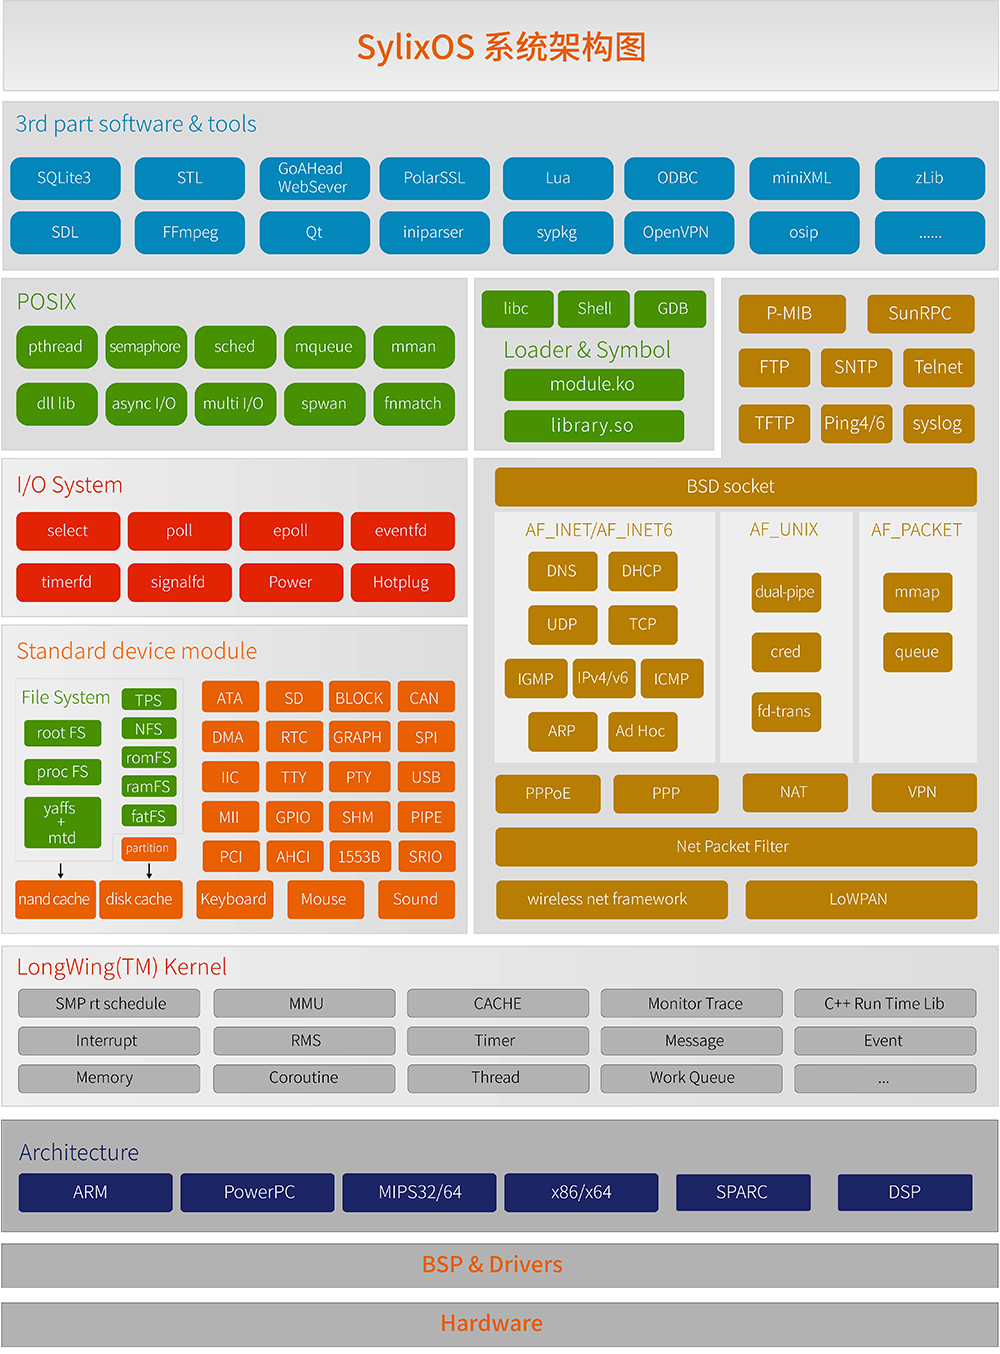 SylixOS 系统架构图
3rd part software & tools
SQLite3
STL
GoAHead
WebSever
PolarSSL
Lua
ODBC
miniXML
zLib
SDL
FFmpeg
Qt
iniparser
sypkg
OpenVPN
osip
......
POSIX
pthread
semaphore
sched
mqueue
mman
dll lib
async I/O
multi I/O
spwan
fnmatch
libc
Shell
GDB
Loader & Symbol
module.ko
library.so
P-MIB
SunRPC
FTP
SNTP
Telnet
TFTP
Ping4/6
syslog
I/O System
select
poll
epoll
eventfd
timerfd
signalfd
Power
Hotplug
BSD socket
AF_INET/AF_INET6
DNS
DHCP
UDP
TCP
IGMP
IPv4/v6
ICMP
ARP
Ad Hoc
AF_UNIX
dual-pipe
cred
fd-trans
AF_PACKET
mmap
queue
PPPoE
PPP
NAT
VPN
Net Packet Filter
wireless net framework
LoWPAN
Standard device module
File System
root FS
proc FS
yaffs
+
mtd
TPS
NFS
romFS
ramFS
fatFS
partition
nand cache
disk cache
ATA
SD
BLOCK
CAN
DMA
RTC
GRAPH
SPI
IIC
TTY
PTY
USB
MII
GPIO
SHM
PIPE
PCI
AHCI
1553B
SRIO
Keyboard
Mouse
Sound
LongWing(TM) Kernel
SMP rt schedule
MMU
CACHE
Monitor Trace
C++ Run Time Lib
Interrupt
RMS
Timer
Message
Event
Memory
Coroutine
Thread
Work Queue
...
Architecture
ARM
PowerPC
MIPS32/64
x86/x64
SPARC
DSP
BSP & Drivers
Hardware